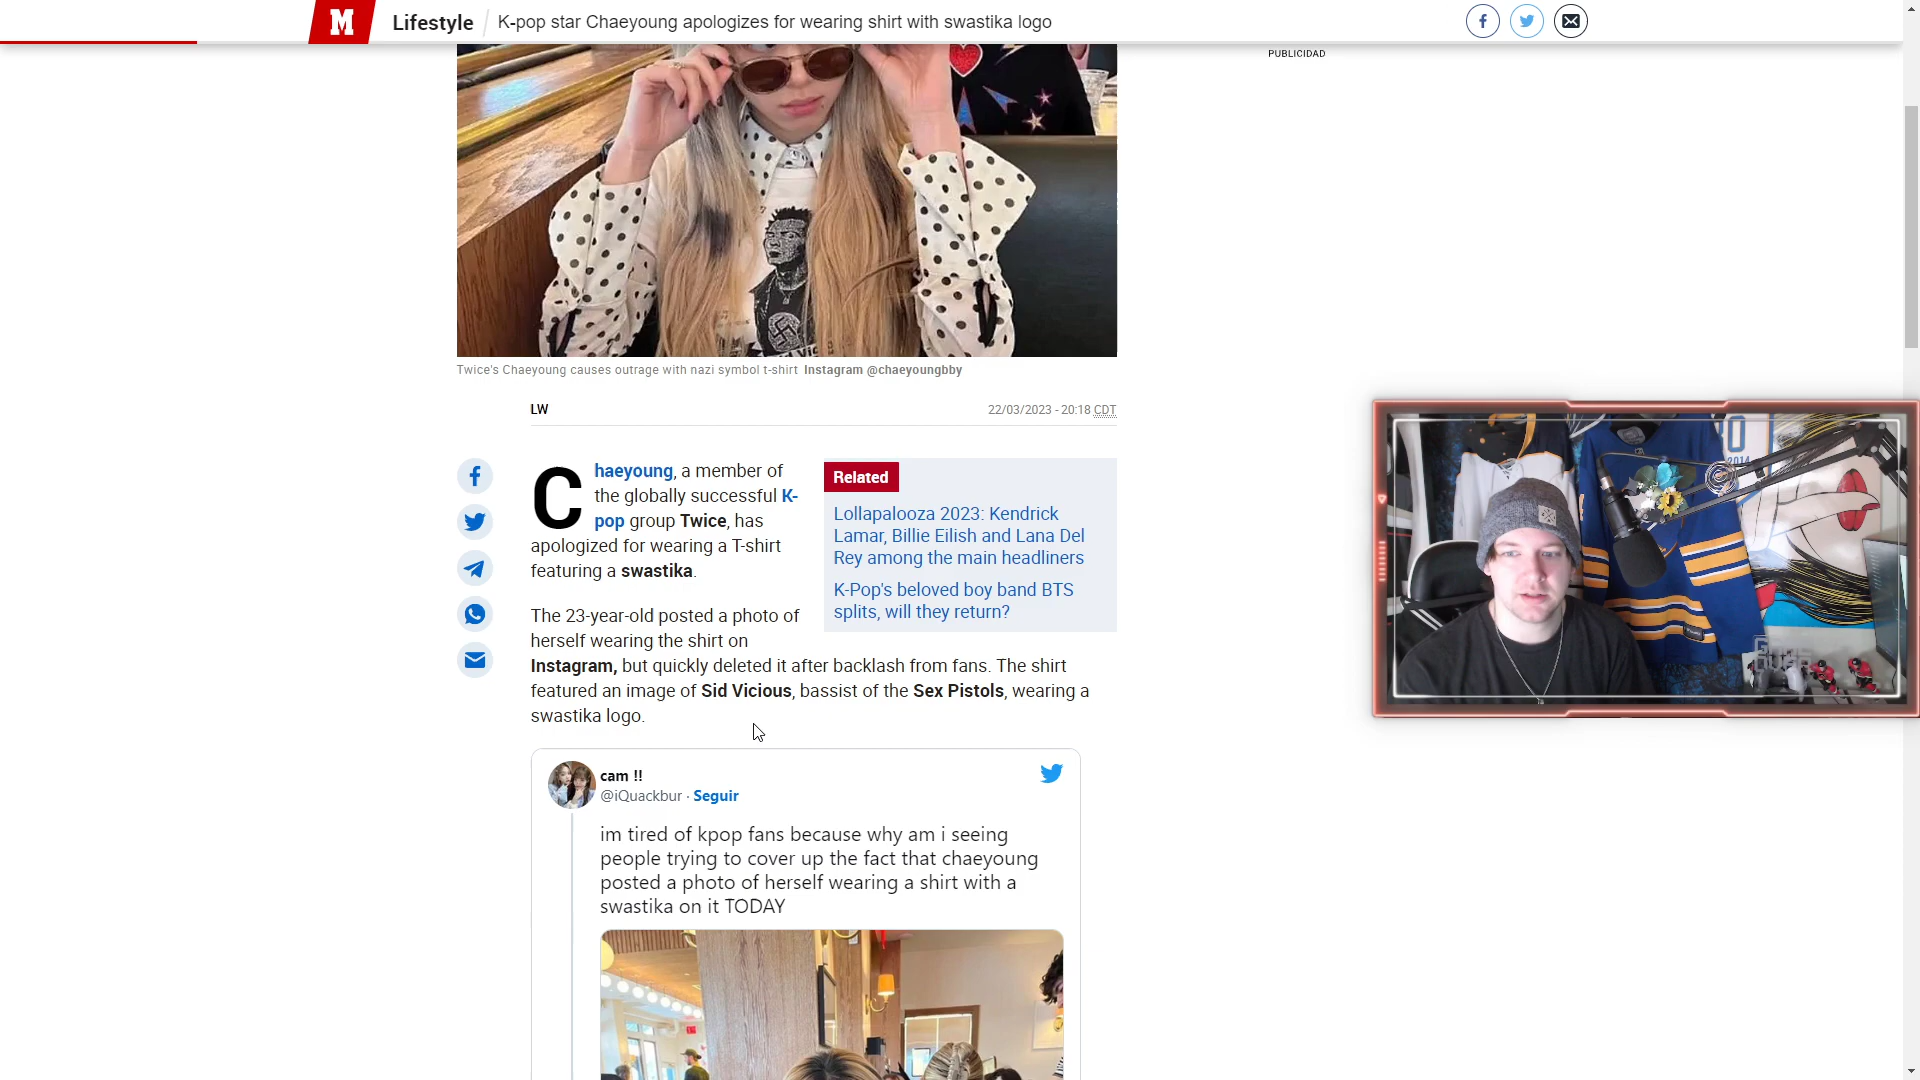 M
Lifestyle
K-pop star Chaeyoung apologizes for wearing shirt with swastika logo
PUBLICIDAD
Twice's Chaeyoung causes outrage with nazi symbol t-shirt Instagram @chaeyoungbby
LW
22/03/2023 - 20:18 CDT
Chaeyoung, a member of
the globally successful K-
pop group Twice, has
apologized for wearing a T-shirt
featuring a swastika.
Related
Lollapalooza 2023: Kendrick
Lamar, Billie Eilish and Lana Del
Rey among the main headliners
K-Pop's beloved boy band BTS
splits, will they return?
The 23-year-old posted a photo of
herself wearing the shirt on
Instagram, but quickly deleted it after backlash from fans. The shirt
featured an image of Sid Vicious, bassist of the Sex Pistols, wearing a
swastika logo.
cam !!
@iQuackbur · Seguir
im tired of kpop fans because why am i seeing
people trying to cover up the fact that chaeyoung
posted a photo of herself wearing a shirt with a
swastika on it TODAY
2014